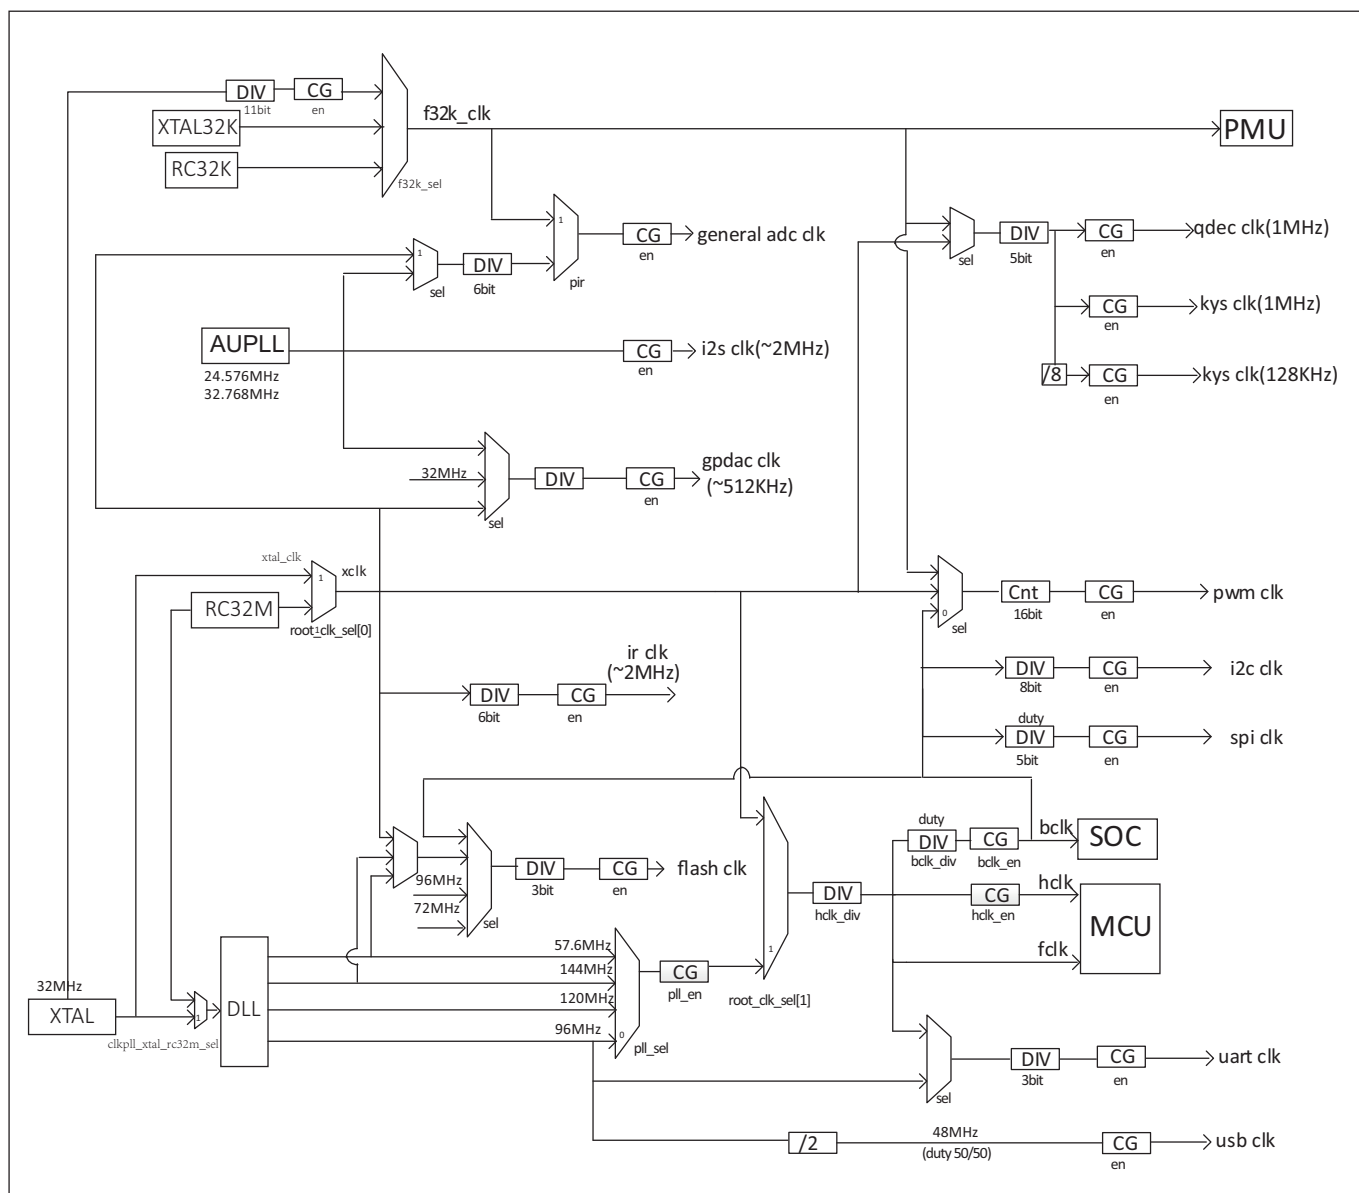 DIV
11bit
CG
en
XTAL32K
RC32K
f32k_clk
f32k_sel
PMU
1
pir
CG
en
general adc clk
1
sel
DIV
6bit
sel
DIV
5bit
CG
en
qdec clk(1MHz)
CG
en
kys clk(1MHz)
/8
CG
en
kys clk(128KHz)
AUPLL
24.576MHz
32.768MHz
CG
en
i2s clk(~2MHz)
32MHz
sel
DIV
CG
en
gpdac clk
(~512KHz)
xtal_clk
1
xclk
RC32M
root_clk_sel[0]
1
0
sel
Cnt
16bit
CG
en
pwm clk
ir clk
(~2MHz)
DIV
6bit
CG
en
DIV
8bit
CG
en
i2c clk
duty
DIV
5bit
CG
en
spi clk
96MHz
72MHz
sel
DIV
3bit
CG
en
flash clk
duty
DIV
bclk_div
CG
bclk_en
bclk
SOC
1
root_clk_sel[1]
DIV
hclk_div
CG
hclk_en
hclk
fclk
MCU
32MHz
XTAL
1
clkpll_xtal_rc32m_sel
DLL
57.6MHz
144MHz
120MHz
96MHz
0
pll_sel
CG
pll_en
sel
DIV
3bit
CG
en
uart clk
/2
48MHz
(duty 50/50)
CG
en
usb clk